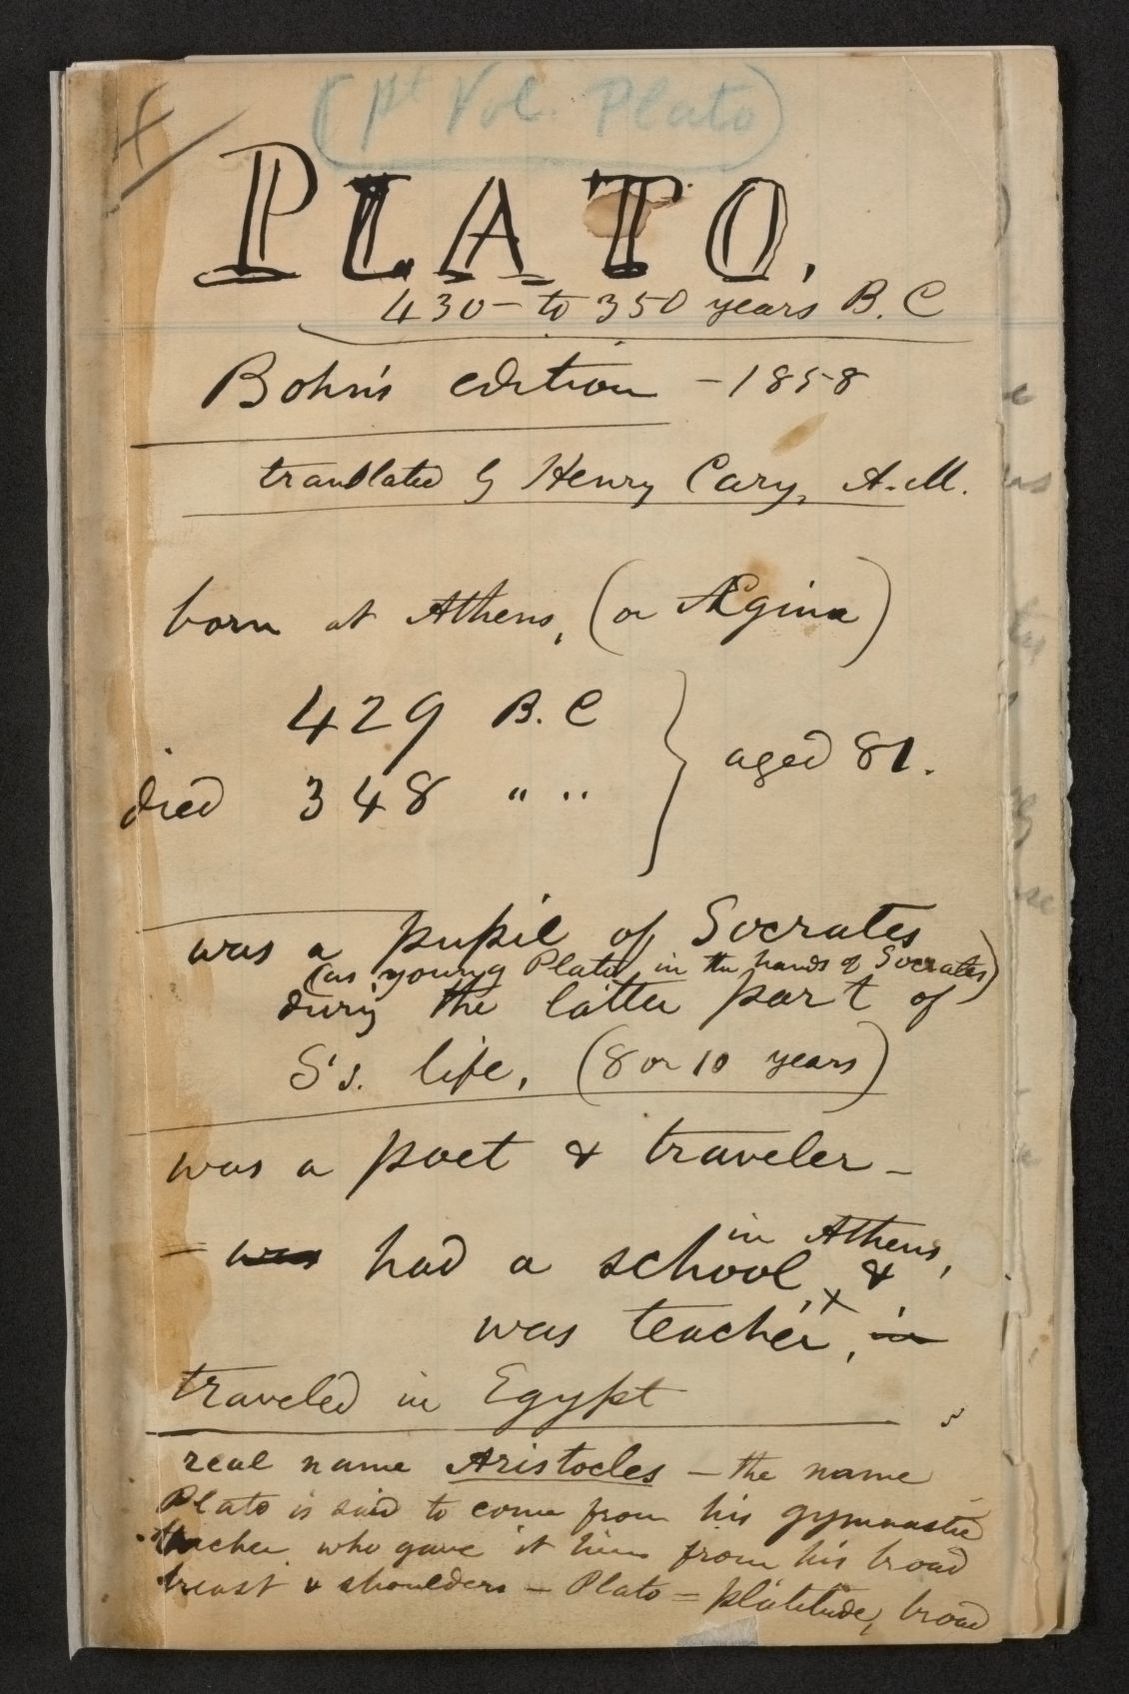 (1st Vol. Plato)
PLATO,
430 – to 350 years B. C
Bohn's edition – 1858
translated by Henry Cary, A. M.
born at Athens, (or Ægina)
429 B. C
died 348 " "
aged 81.
was a pupil of Socrates
(as young Plato, in the hands of Socrates)
during the latter part of
S's. life, (8 or 10 years)
was a poet & traveler –
in Athens,
= was had a school, &
was teacher, in
traveled in Egypt
real name Aristocles – the name
Plato is said to come from his gymnastic
teacher who gave it him from his broad
breast & shoulders – Plato = platitude, broad